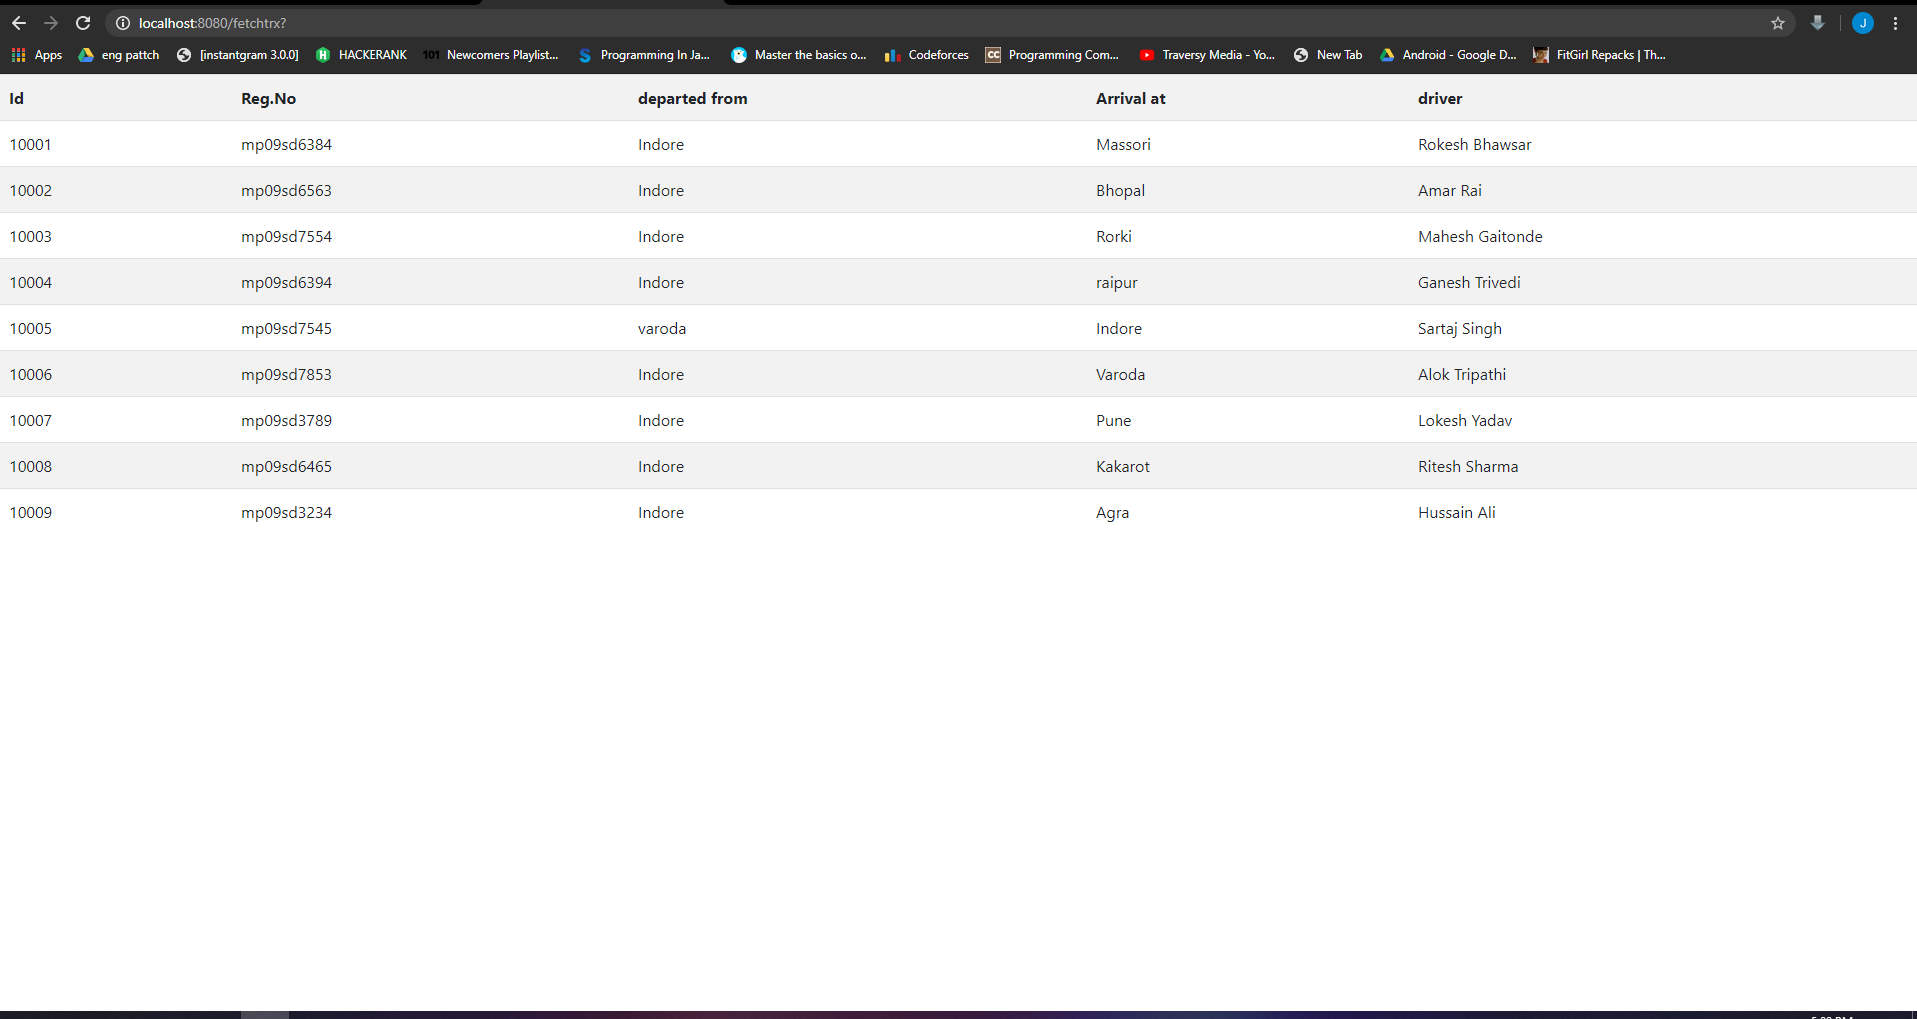 localhost:8080/fetchtrx?
J
Apps eng pattch [instantgram 3.0.0] H HACKERANK 101 Newcomers Playlist... S Programming In Ja... Master the basics o... Codeforces CC Programming Com... Traversy Media - Yo... New Tab Android - Google D... FitGirl Repacks | Th...
Id Reg.No departed from Arrival at driver
10001 mp09sd6384 Indore Massori Rokesh Bhawsar
10002 mp09sd6563 Indore Bhopal Amar Rai
10003 mp09sd7554 Indore Rorki Mahesh Gaitonde
10004 mp09sd6394 Indore raipur Ganesh Trivedi
10005 mp09sd7545 varoda Indore Sartaj Singh
10006 mp09sd7853 Indore Varoda Alok Tripathi
10007 mp09sd3789 Indore Pune Lokesh Yadav
10008 mp09sd6465 Indore Kakarot Ritesh Sharma
10009 mp09sd3234 Indore Agra Hussain Ali